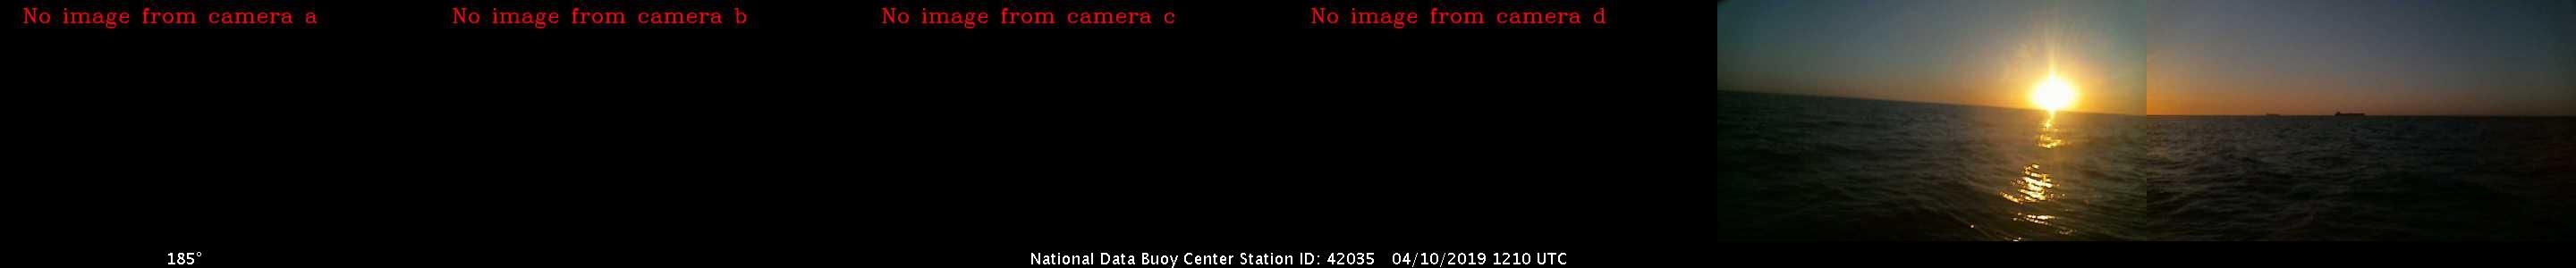 No image from camera a
No image from camera b
No image from camera c
No image from camera d
185°
National Data Buoy Center Station ID: 42035 04/10/2019 1210 UTC